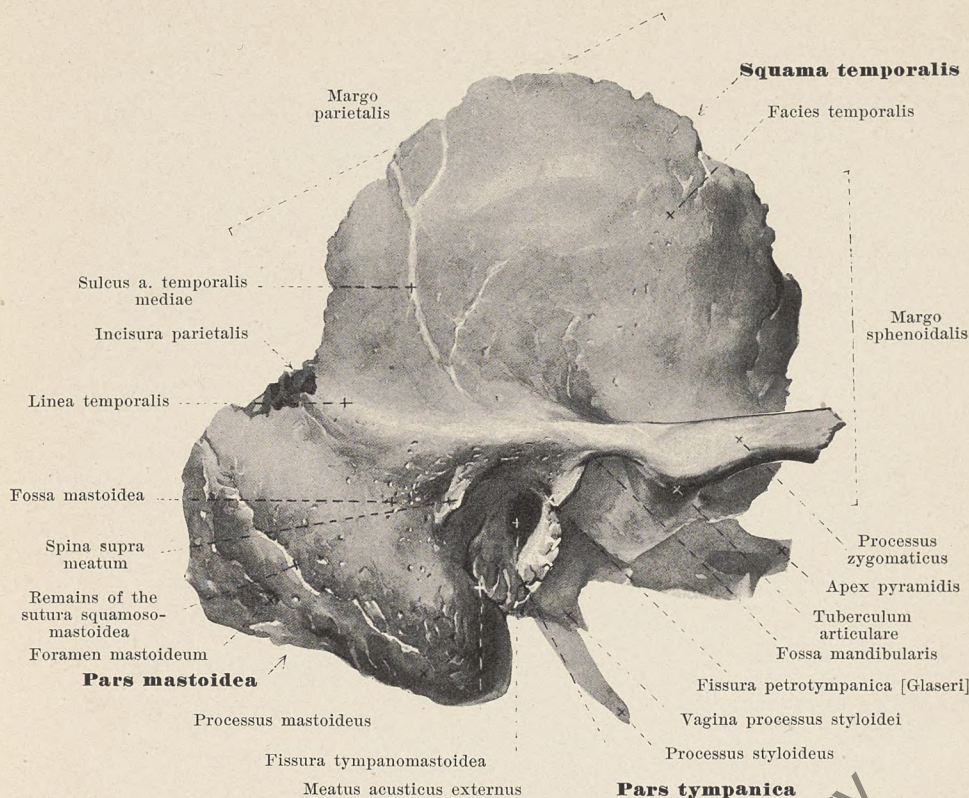 Squama temporalis
Margo
parietalis
Facies temporalis
Sulcus a. temporalis
mediae
Incisura parietalis
Margo
sphenoidalis
Linea temporalis
Fossa mastoidea
Spina supra
meatum
Processus
zygomaticus
Apex pyramidis
Remains of the
sutura squamoso-
mastoidea
Tuberculum
articulare
Foramen mastoideum
Fossa mandibularis
Pars mastoidea
Fissura petrotympanica [Glaseri]
Processus mastoideus
Vagina processus styloidei
Processus styloideus
Fissura tympanomastoidea
Meatus acusticus externus
Pars tympanica